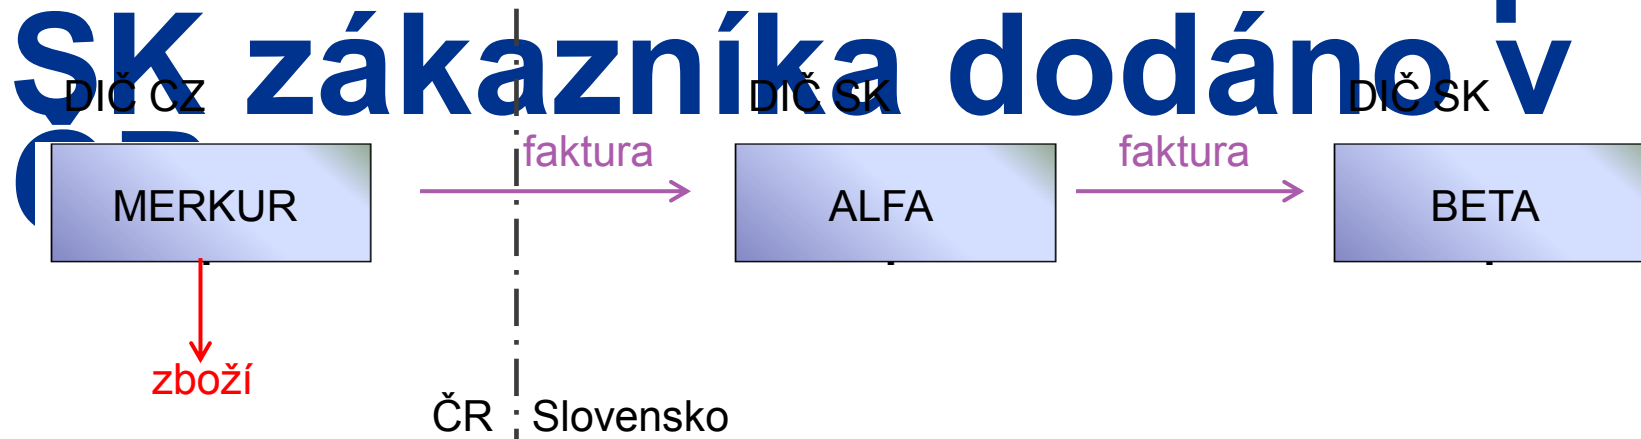 SK zákazníka dodáno v
ČR
DIČ CZ
DIČ SK
DIČ SK
faktura
faktura
MERKUR
ALFA
BETA
zboží
ČR
Slovensko